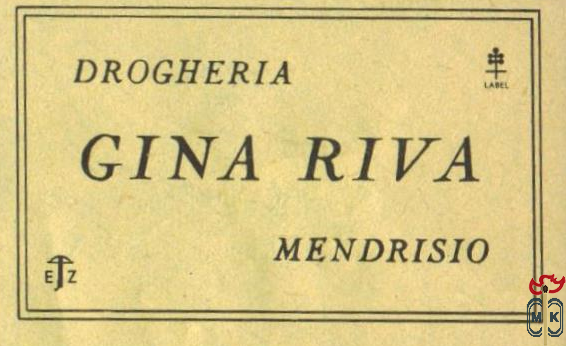 DROGHERIA
LABEL
GINA RIVA
MENDRISIO
E Z
M K